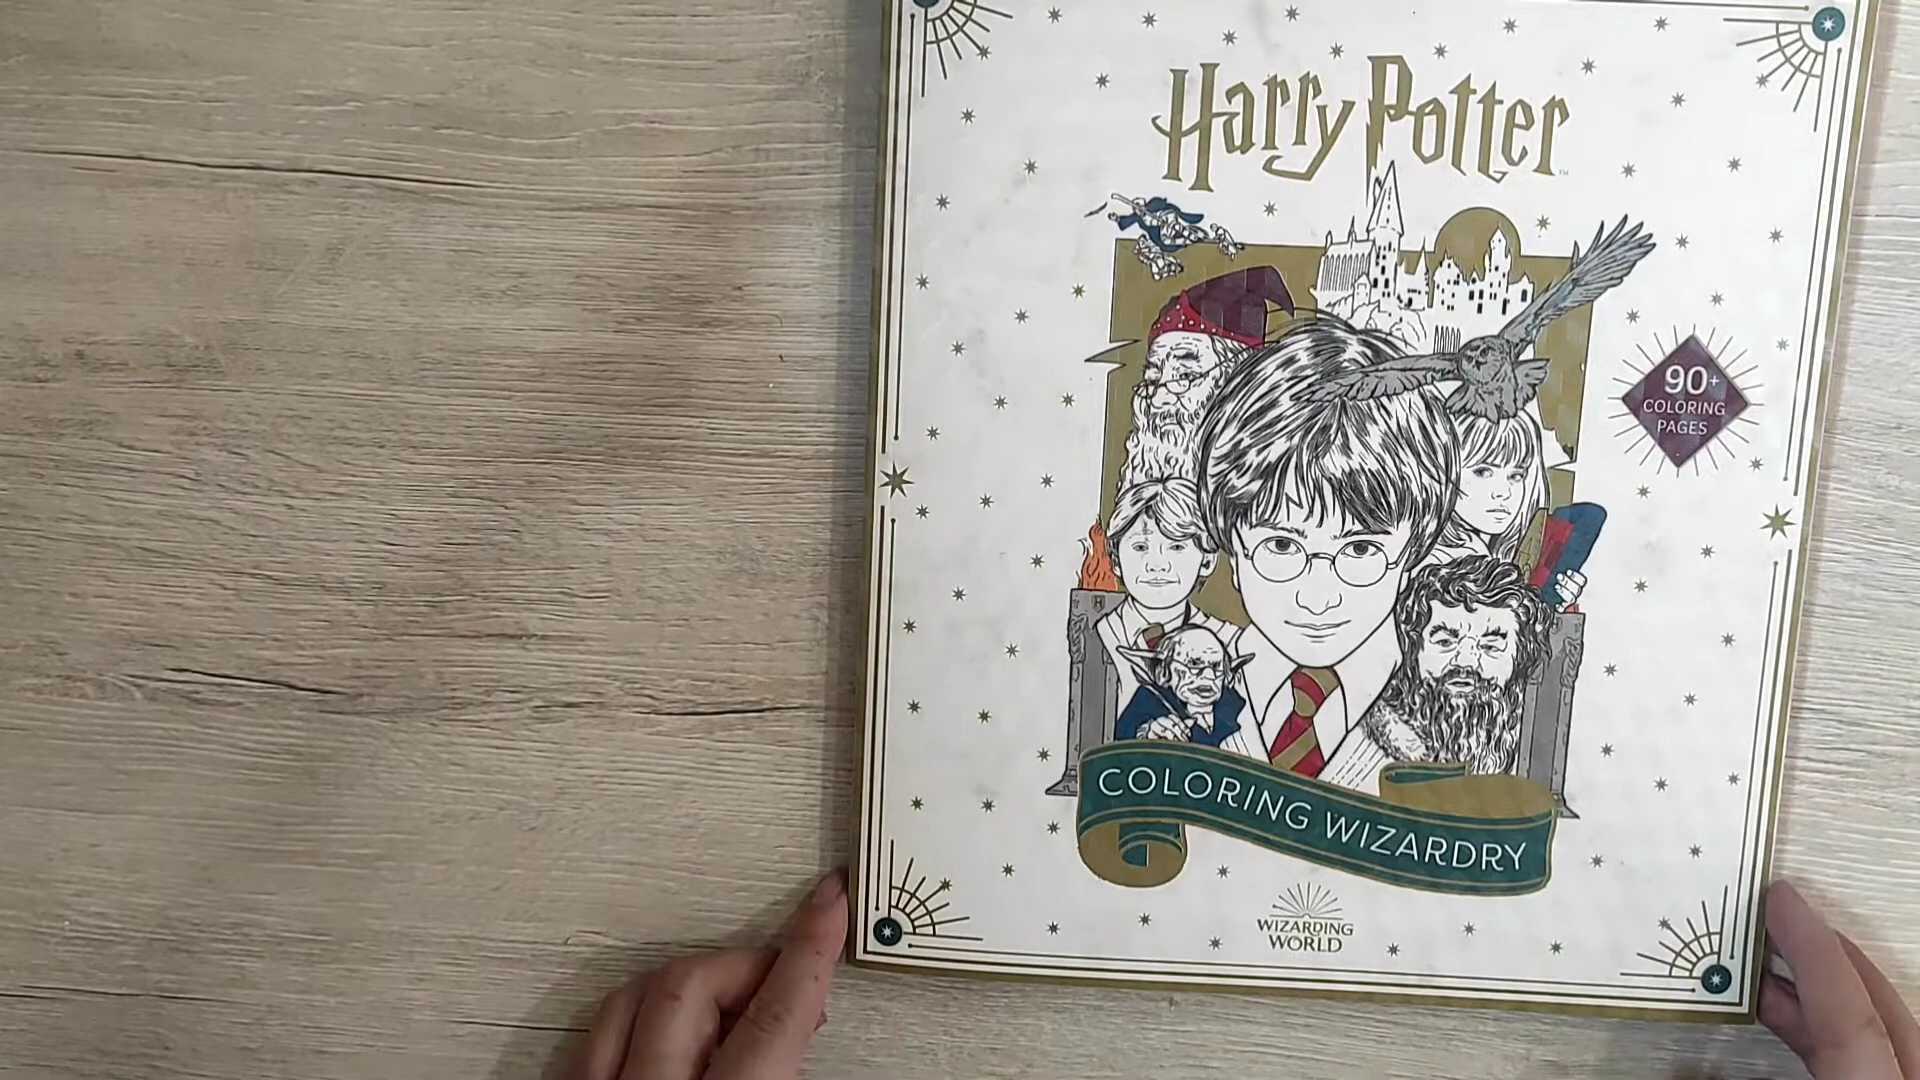 Harry Potter
90+
COLORING
PAGES
COLORING WIZARDRY
WIZARDING
WORLD